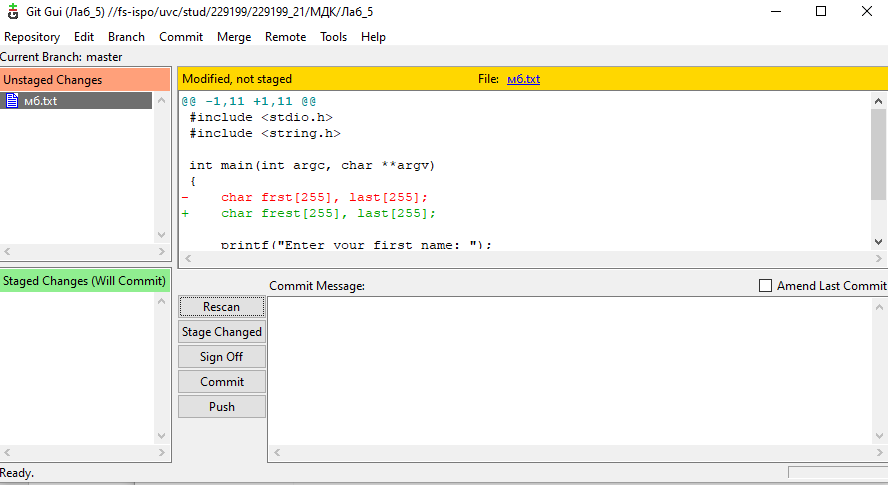 Git Gui (Лаб_5) //fs-ispo/uvc/stud/229199/229199_21/МДК/Лаб_5
Repository Edit Branch Commit Merge Remote Tools Help
Current Branch: master
Unstaged Changes
мб.txt
Modified, not staged File: мб.txt
@@ -1,11 +1,11 @@
#include <stdio.h>
#include <string.h>
int main(int argc, char **argv)
{
- char frst[255], last[255];
+ char frest[255], last[255];
printf("Enter your first name: ");
Staged Changes (Will Commit)
Commit Message: Amend Last Commit
Rescan
Stage Changed
Sign Off
Commit
Push
Ready.